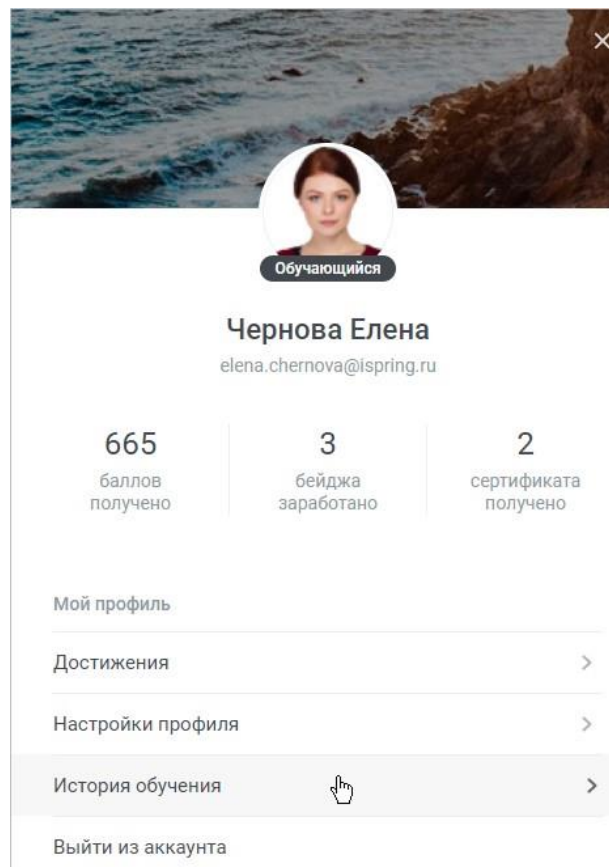 Обучающийся
Чернова Елена
elena.chernova@ispring.ru
665
баллов
получено
3
бейджа
заработано
2
сертификата
получено
Мой профиль
Достижения
Настройки профиля
История обучения
Выйти из аккаунта